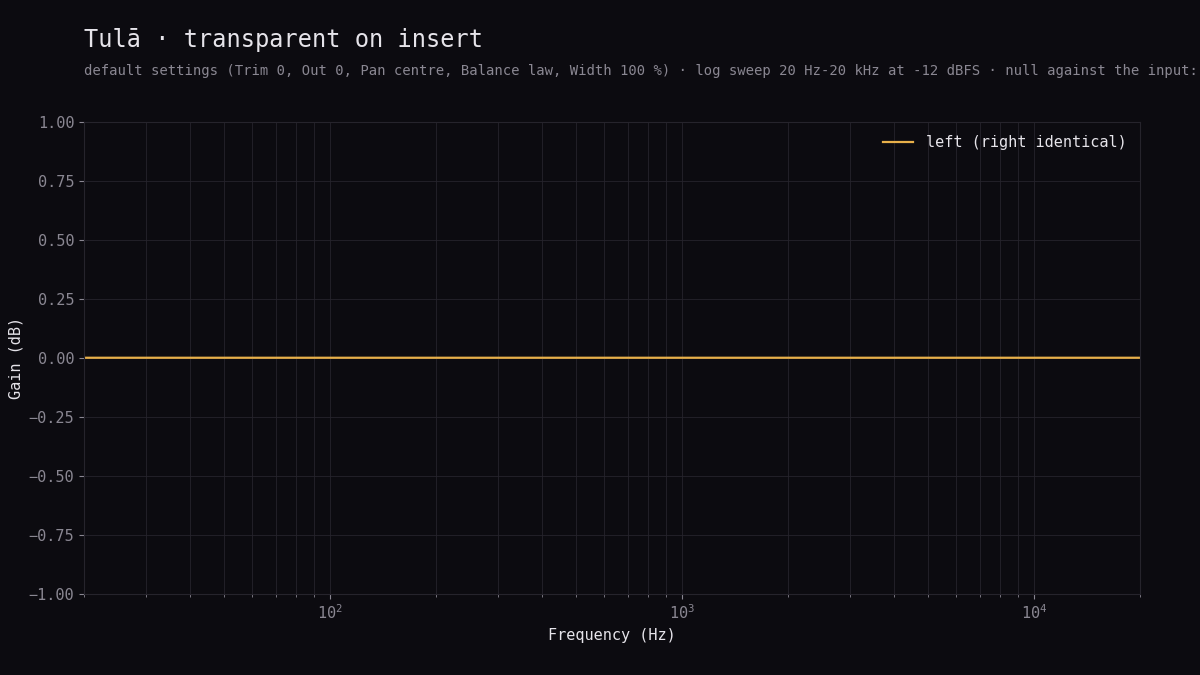 Tulā · transparent on insert
default settings (Trim 0, Out 0, Pan centre, Balance law, Width 100 %) · log sweep 20 Hz-20 kHz at -12 dBFS · null against the input:
left (right identical)
1.00
0.75
0.50
0.25
0.00
−0.25
−0.50
−0.75
−1.00
Gain (dB)
10² 10³ 10⁴
Frequency (Hz)